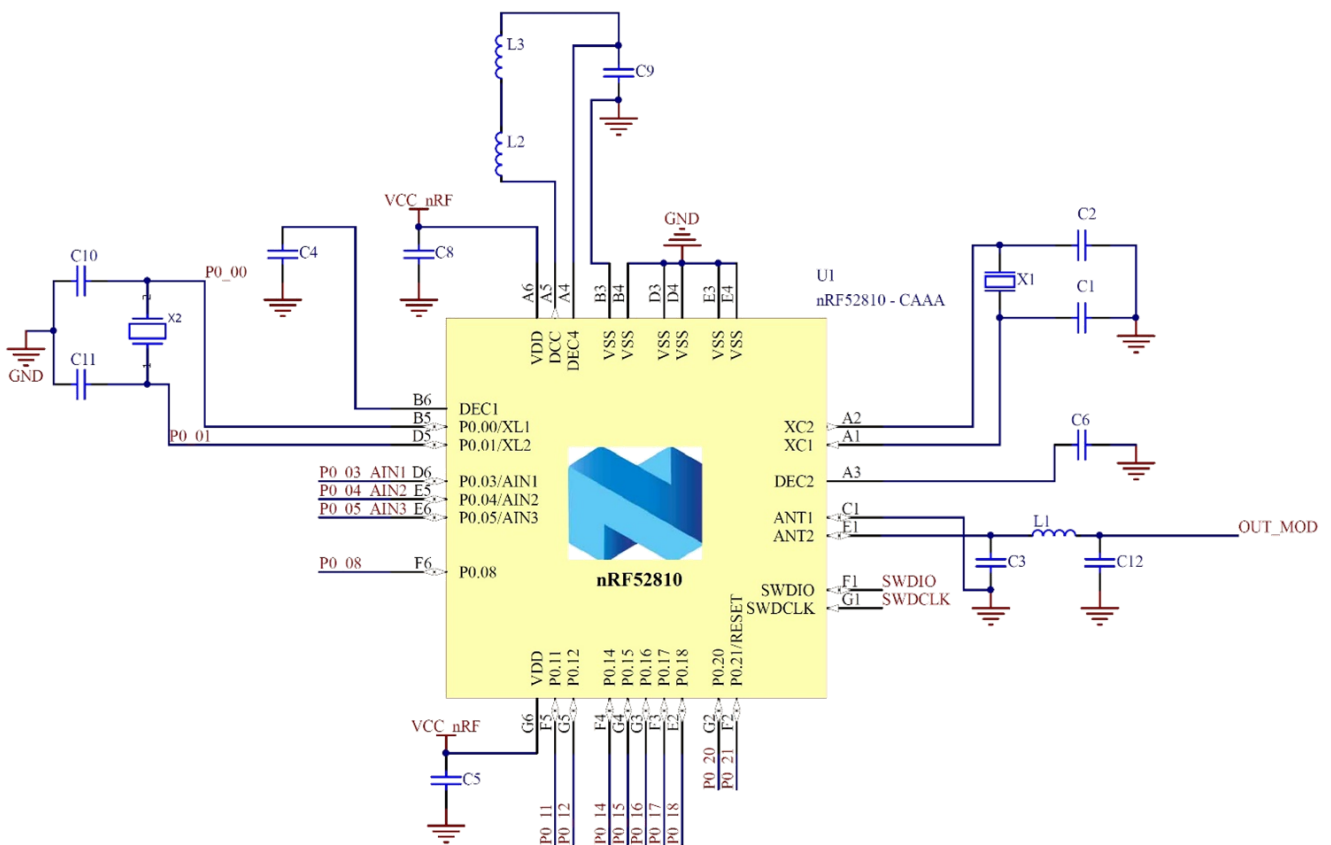 L3
C9
L2
VCC_nRF
GND
C2
C4
C8
C10
P0_00
A6
A5
A4
B3
B4
D3
D4
E3
E4
U1
nRF52810 - CAAA
X1
C1
2
X2
1
VDD
DCC
DEC4
VSS
VSS
VSS
VSS
VSS
VSS
GND
C11
B6
DEC1
B5
P0.00/XL1
P0_01
D5
P0.01/XL2
XC2
A2
XC1
A1
C6
P0_03_AIN1
D6
P0.03/AIN1
DEC2
A3
P0_04_AIN2
E5
P0.04/AIN2
P0_05_AIN3
E6
P0.05/AIN3
ANT1
C1
ANT2
E1
L1
OUT_MOD
C3
C12
P0_08
F6
P0.08
nRF52810
SWDIO
F1
SWDIO
SWDCLK
G1
SWDCLK
VDD
P0.11
P0.12
P0.14
P0.15
P0.16
P0.17
P0.18
P0.20
P0.21/RESET
G6
F5
G5
F4
G4
G3
F3
E2
G2
F2
VCC_nRF
C5
P0_11
P0_12
P0_14
P0_15
P0_16
P0_17
P0_18
P0_20
P0_21